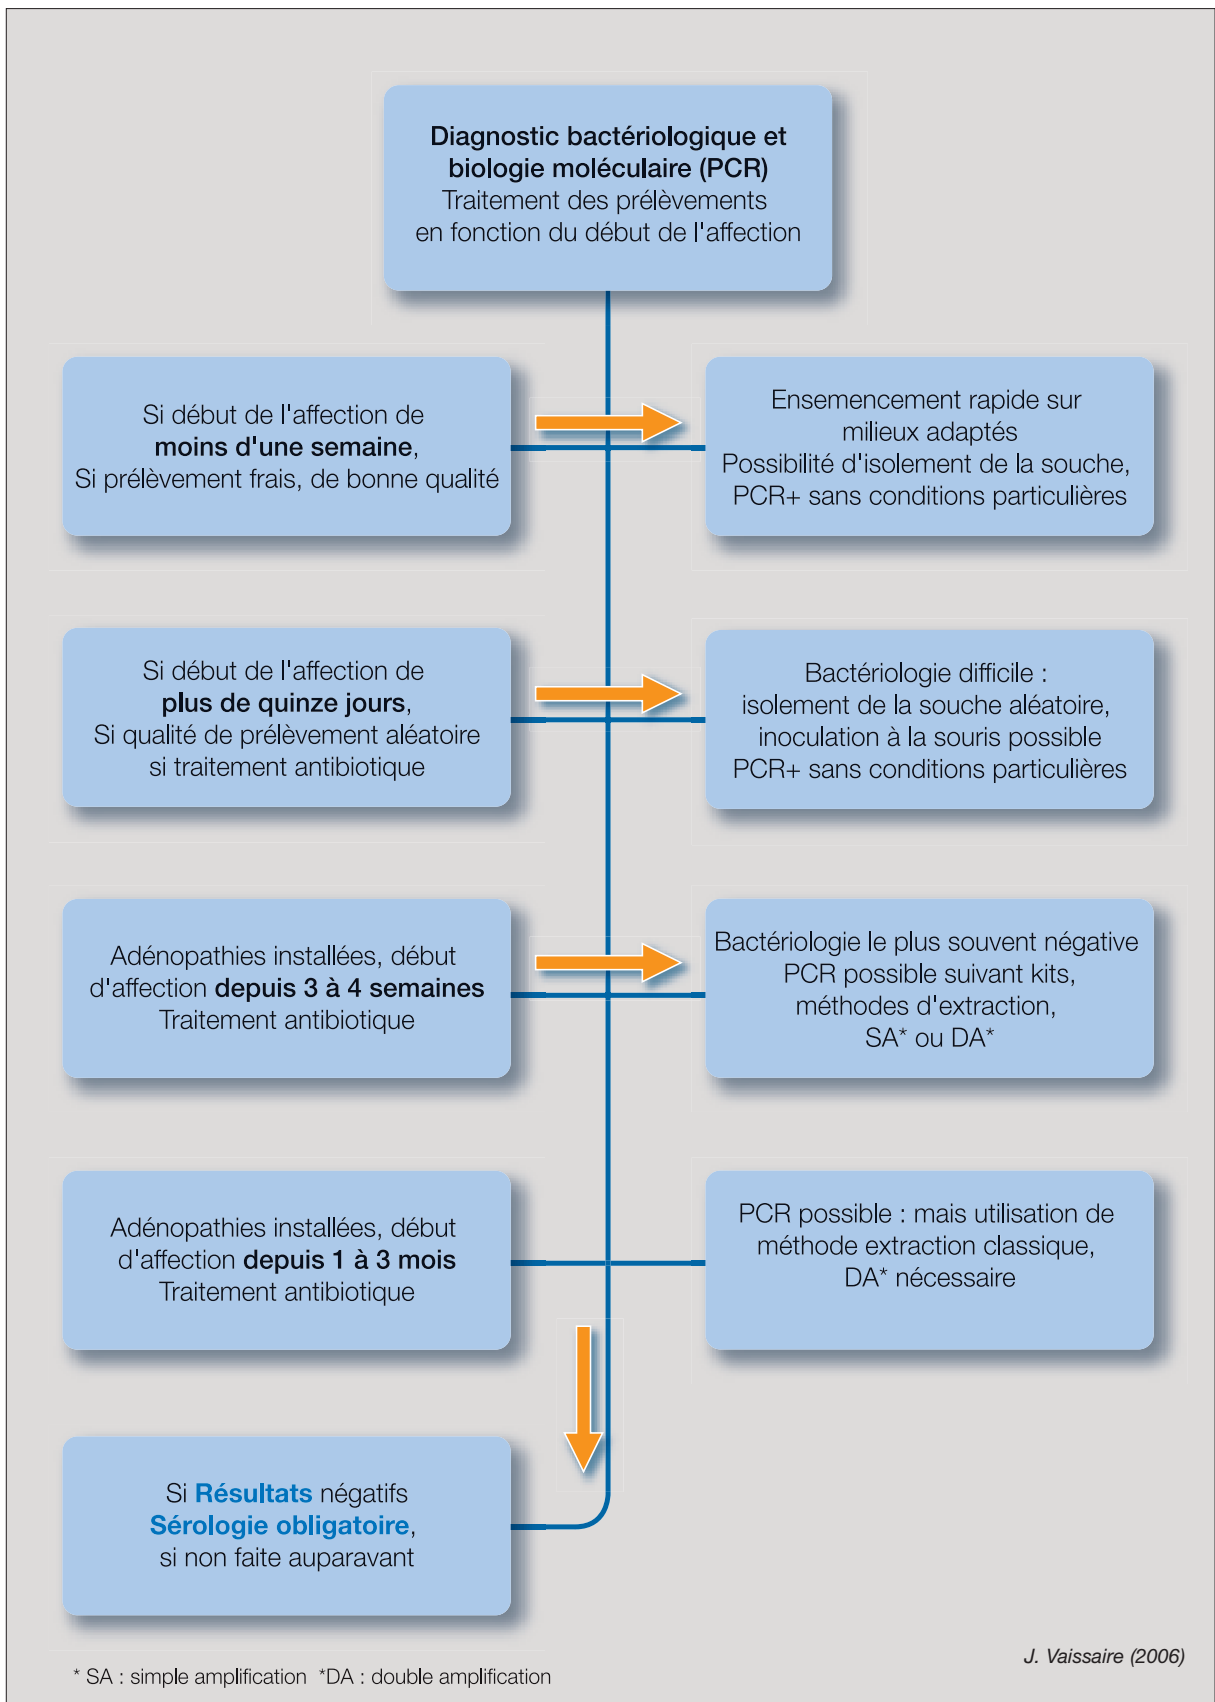 Diagnostic bactériologique et
biologie moléculaire (PCR)
Traitement des prélèvements
en fonction du début de l'affection
Si début de l'affection de
moins d'une semaine,
Si prélèvement frais, de bonne qualité
Ensemencement rapide sur
milieux adaptés
Possibilité d'isolement de la souche,
PCR+ sans conditions particulières
Si début de l'affection de
plus de quinze jours,
Si qualité de prélèvement aléatoire
si traitement antibiotique
Bactériologie difficile :
isolement de la souche aléatoire,
inoculation à la souris possible
PCR+ sans conditions particulières
Adénopathies installées, début
d'affection depuis 3 à 4 semaines
Traitement antibiotique
Bactériologie le plus souvent négative
PCR possible suivant kits,
méthodes d'extraction,
SA* ou DA*
Adénopathies installées, début
d'affection depuis 1 à 3 mois
Traitement antibiotique
PCR possible : mais utilisation de
méthode extraction classique,
DA* nécessaire
Si Résultats négatifs
Sérologie obligatoire,
si non faite auparavant
J. Vaissaire (2006)
* SA : simple amplification *DA : double amplification